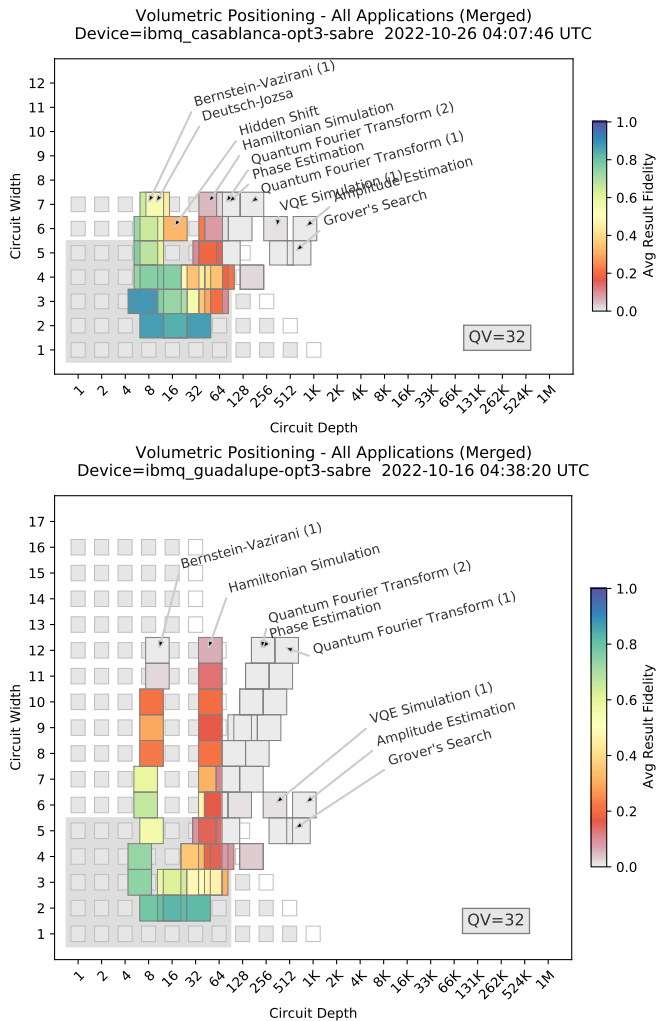 Volumetric Positioning - All Applications (Merged)
Device=ibmq_casablanca-opt3-sabre 2022-10-26 04:07:46 UTC
Circuit Width
12
11
10
9
8
7
6
5
4
3
2
1
Bernstein-Vazirani (1)
Deutsch-Jozsa
Hidden Shift
Hamiltonian Simulation
Quantum Fourier Transform (2)
Phase Estimation
Quantum Fourier Transform (1)
VQE Simulation (1)
Amplitude Estimation
Grover's Search
QV=32
1 2 4 8 16 32 64 128 256 512 1K 2K 4K 8K 16K 33K 66K 131K 262K 524K 1M
Circuit Depth
1.0
0.8
0.6
0.4
0.2
0.0
Avg Result Fidelity
Volumetric Positioning - All Applications (Merged)
Device=ibmq_guadalupe-opt3-sabre 2022-10-16 04:38:20 UTC
Circuit Width
17
16
15
14
13
12
11
10
9
8
7
6
5
4
3
2
1
Bernstein-Vazirani (1)
Hamiltonian Simulation
Quantum Fourier Transform (2)
Phase Estimation
Quantum Fourier Transform (1)
VQE Simulation (1)
Amplitude Estimation
Grover's Search
QV=32
1 2 4 8 16 32 64 128 256 512 1K 2K 4K 8K 16K 33K 66K 131K 262K 524K 1M
Circuit Depth
1.0
0.8
0.6
0.4
0.2
0.0
Avg Result Fidelity